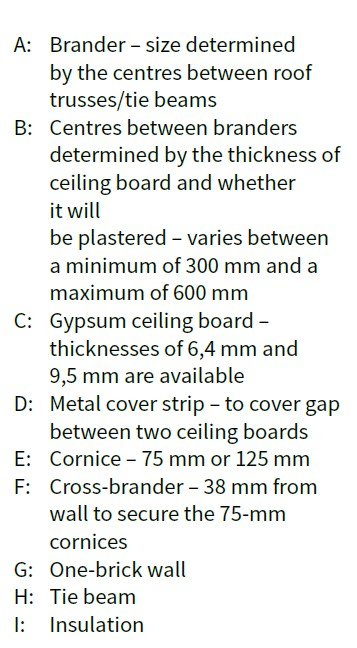 A: Brander – size determined
by the centres between roof
trusses/tie beams
B: Centres between branders
determined by the thickness of
ceiling board and whether
it will
be plastered – varies between
a minimum of 300 mm and a
maximum of 600 mm
C: Gypsum ceiling board –
thicknesses of 6,4 mm and
9,5 mm are available
D: Metal cover strip – to cover gap
between two ceiling boards
E: Cornice – 75 mm or 125 mm
F: Cross-brander – 38 mm from
wall to secure the 75-mm
cornices
G: One-brick wall
H: Tie beam
I: Insulation